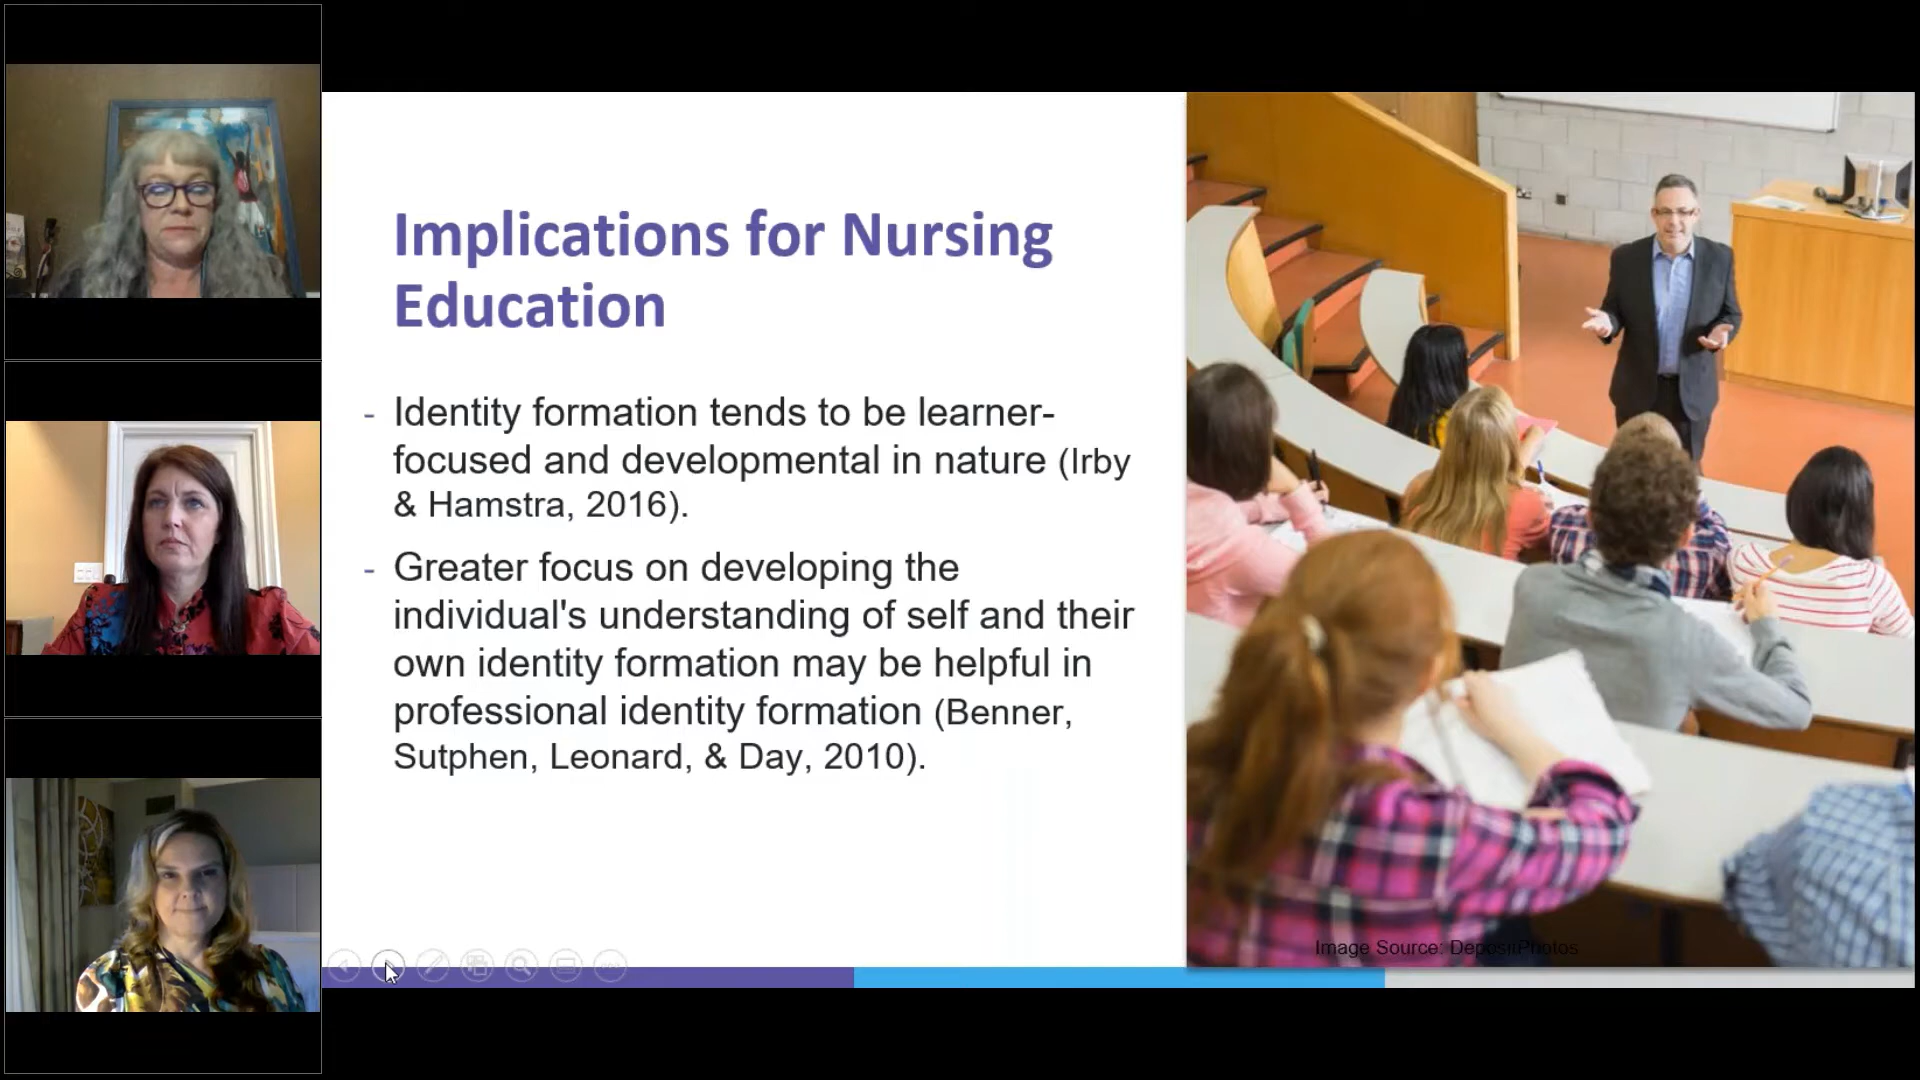 Implications for Nursing
Education
- Identity formation tends to be learner-
focused and developmental in nature (Irby
& Hamstra, 2016).
- Greater focus on developing the
individual's understanding of self and their
own identity formation may be helpful in
professional identity formation (Benner,
Sutphen, Leonard, & Day, 2010).
Image Source: DepositPhotos